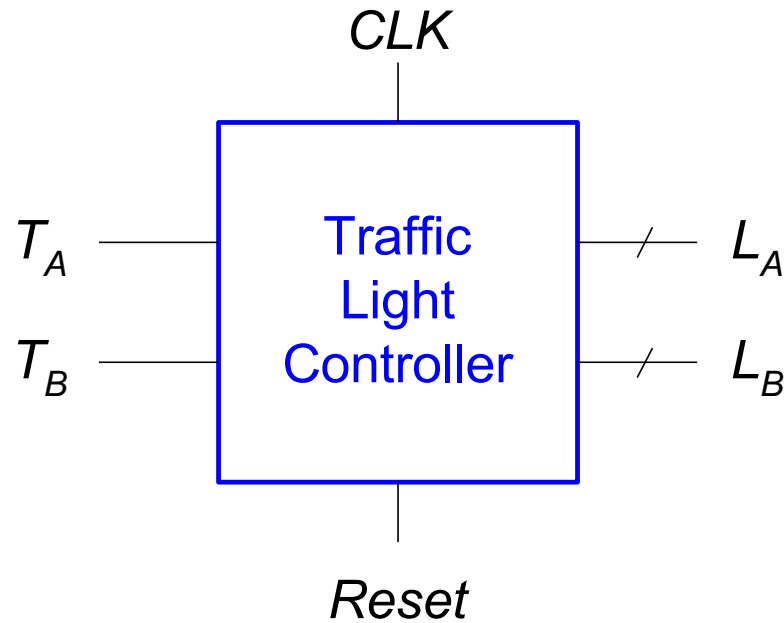 CLK
T_A
Traffic
L_A
Light
T_B
Controller
L_B
Reset